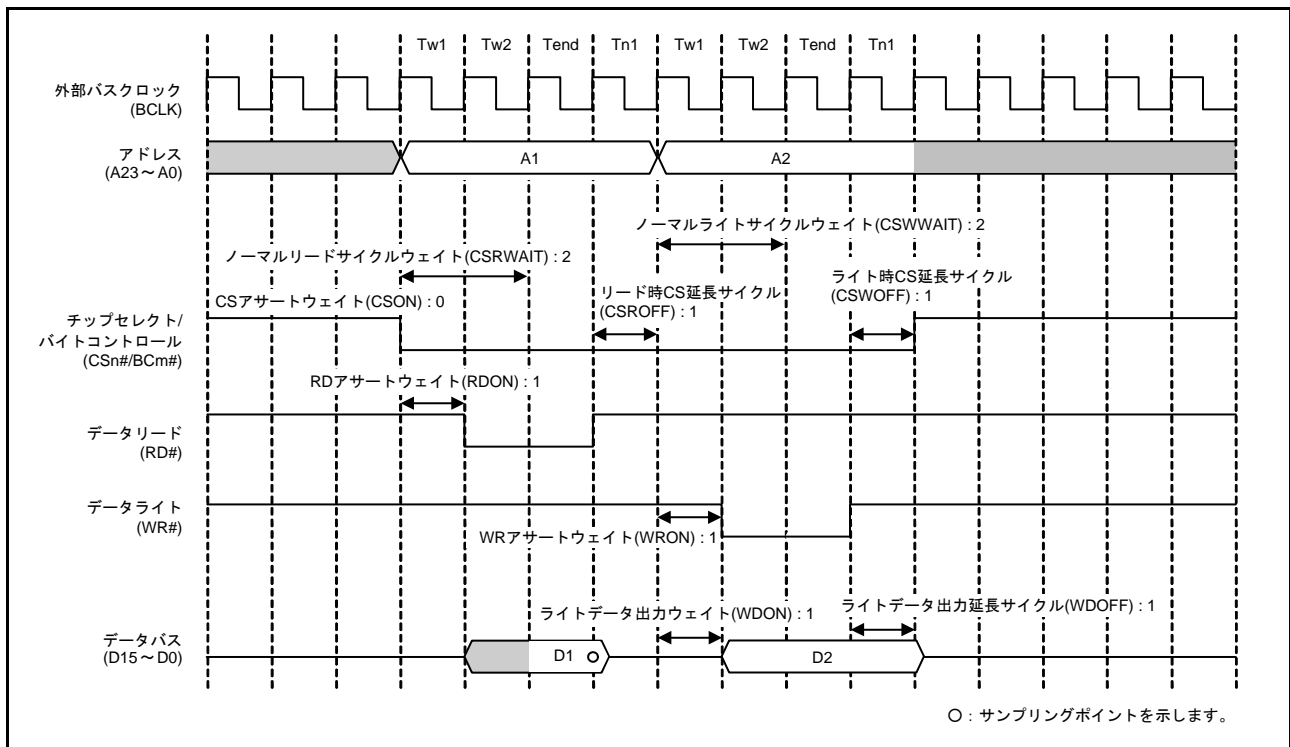 Tw1 Tw2 Tend Tn1 Tw1 Tw2 Tend Tn1
外部バスクロック
(BCLK)
アドレス
(A23～A0)
A1
A2
ノーマルライトサイクルウェイト(CSWWAIT) : 2
ノーマルリードサイクルウェイト(CSRWAIT) : 2
リード時CS延長サイクル
(CSROFF) : 1
ライト時CS延長サイクル
(CSWOFF) : 1
CSアサートウェイト(CSON) : 0
チップセレクト/
バイトコントロール
(CSn#/BCm#)
RDアサートウェイト(RDON) : 1
データリード
(RD#)
データライト
(WR#)
WRアサートウェイト(WRON) : 1
ライトデータ出力ウェイト(WDON) : 1
ライトデータ出力延長サイクル(WDOFF) : 1
データバス
(D15～D0)
D1
D2
○ : サンプリングポイントを示します。